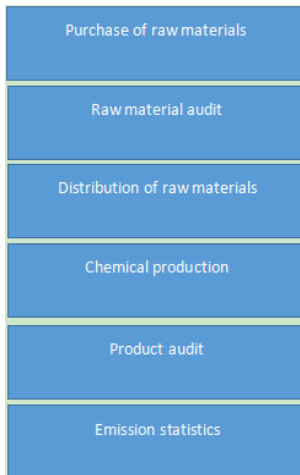 Purchase of raw materials
Raw material audit
Distribution of raw materials
Chemical production
Product audit
Emission statistics